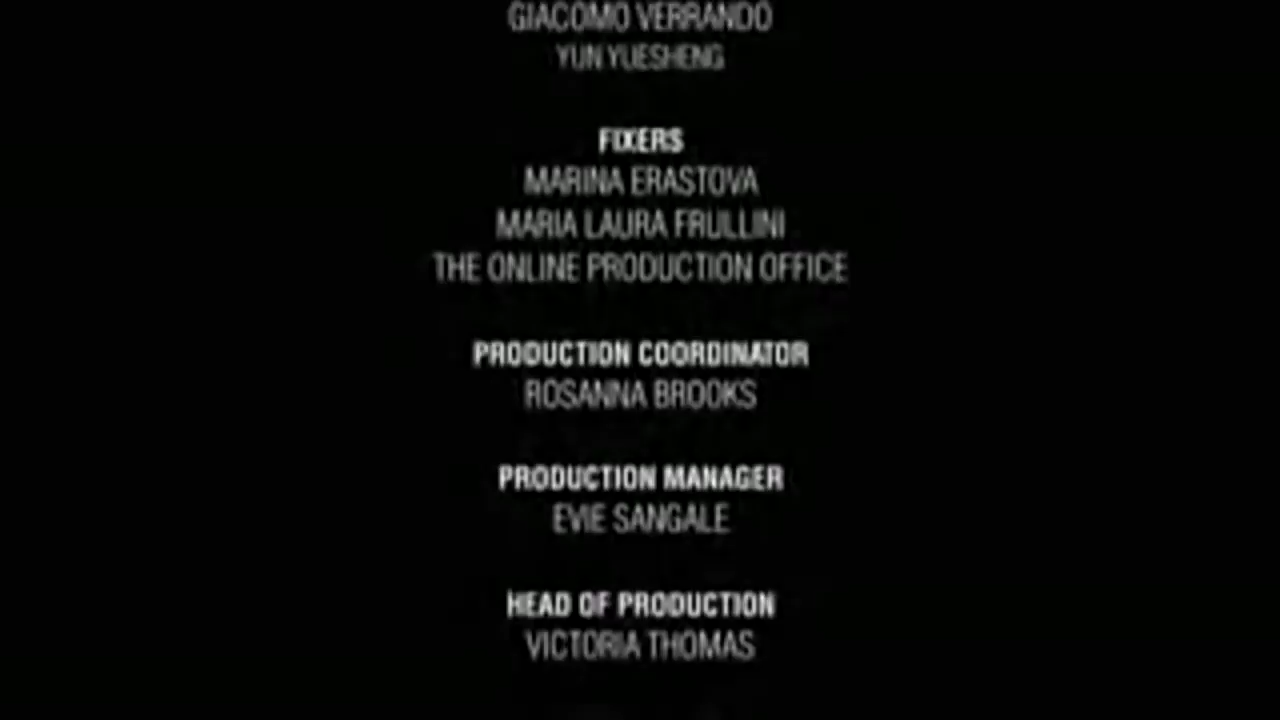 GIACOMO VERRANDO
YUN YUESHENG
FIXERS
MARINA ERASTOVA
MARIA LAURA FRULLINI
THE ONLINE PRODUCTION OFFICE
PRODUCTION COORDINATOR
ROSANNA BROOKS
PRODUCTION MANAGER
EVIE SANGALE
HEAD OF PRODUCTION
VICTORIA THOMAS